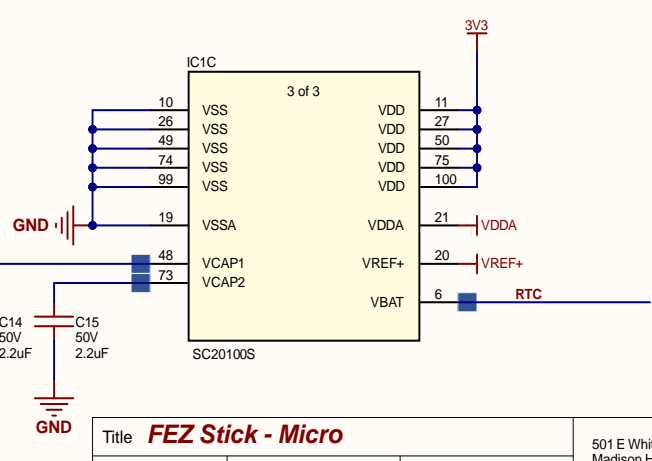 3V3
IC1C
3 of 3
10 VSS VDD 11
26 VSS VDD 27
49 VSS VDD 50
74 VSS VDD 75
99 VSS VDD 100
GND 19 VSSA VDDA 21 VDDA
48 VCAP1 VREF+ 20 VREF+
73 VCAP2
VBAT 6 RTC
C14 C15
50V 50V
2.2uF 2.2uF
SC20100S
GND
Title FEZ Stick - Micro
501 E Whit
Madison H